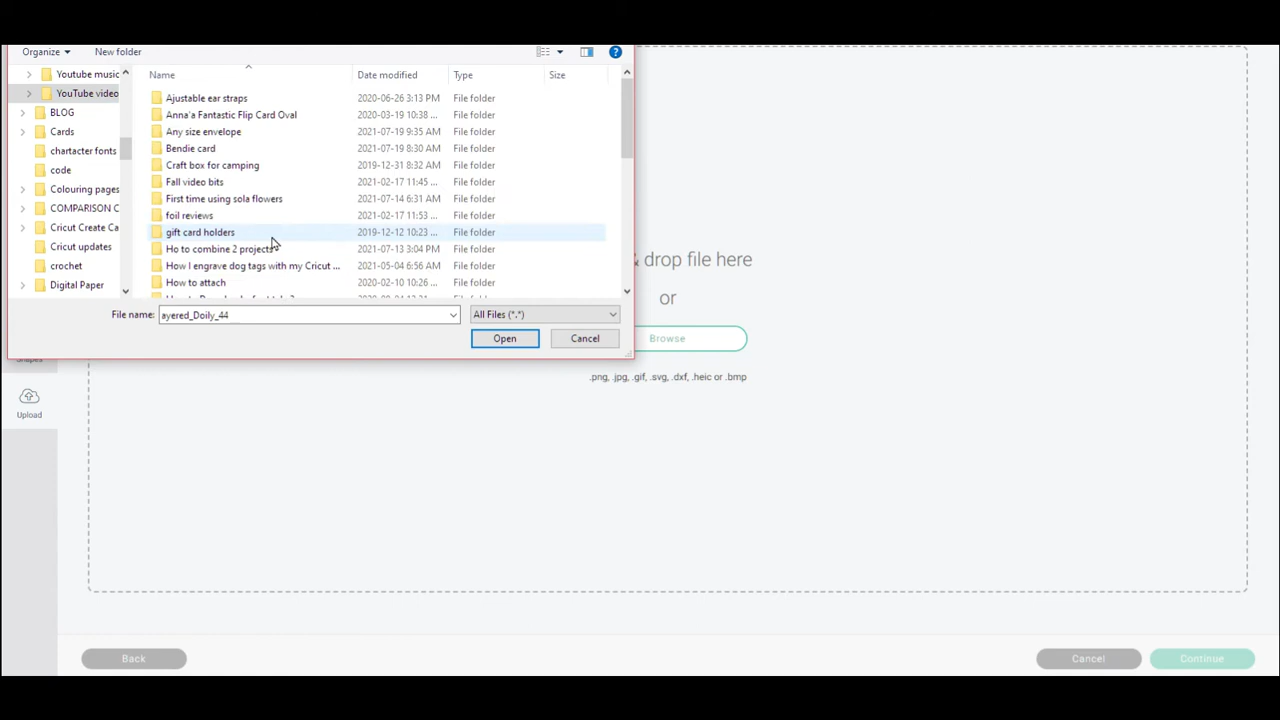 Organize New folder
Youtube music
YouTube video
BLOG
Cards
chartacter fonts
code
Colouring pages
COMPARISON C
Cricut Create Ca
Cricut updates
crochet
Digital Paper
Name Date modified Type Size
Ajustable ear straps 2020-06-26 3:13 PM File folder
Anna'a Fantastic Flip Card Oval 2020-03-19 10:38 ... File folder
Any size envelope 2021-07-19 9:35 AM File folder
Bendie card 2021-07-19 8:30 AM File folder
Craft box for camping 2019-12-31 8:32 AM File folder
Fall video bits 2021-02-17 11:45 ... File folder
First time using sola flowers 2021-07-14 6:31 AM File folder
foil reviews 2021-02-17 11:53 ... File folder
gift card holders 2019-12-12 10:23 ... File folder
Ho to combine 2 projects 2021-07-13 3:04 PM File folder
How I engrave dog tags with my Cricut ... 2021-05-04 6:56 AM File folder
How to attach 2020-02-10 10:26 ... File folder
File name: ayered_Doily_44 All Files (*.*)
Open Cancel
& drop file here
or
Browse
.png, .jpg, .gif, .svg, .dxf, .heic or .bmp
Shapes
Upload
Back Cancel Continue